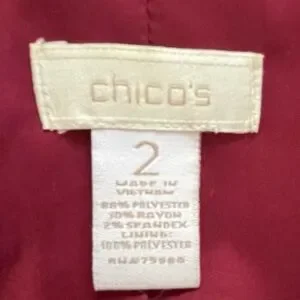 chico's
2
MADE IN
VIETNAM
88% POLYESTER
10% RAYON
2% SPANDEX
LINING:
100% POLYESTER